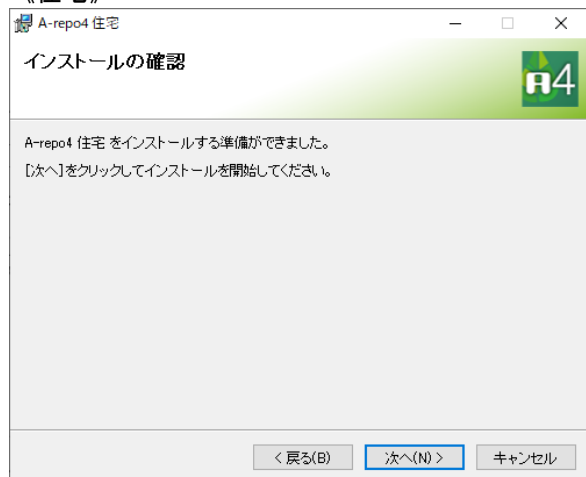 《住宅》
A-repo4 住宅
インストールの確認
A4
A-repo4 住宅 をインストールする準備ができました。
[次へ]をクリックしてインストールを開始してください。
< 戻る(B)
次へ(N) >
キャンセル